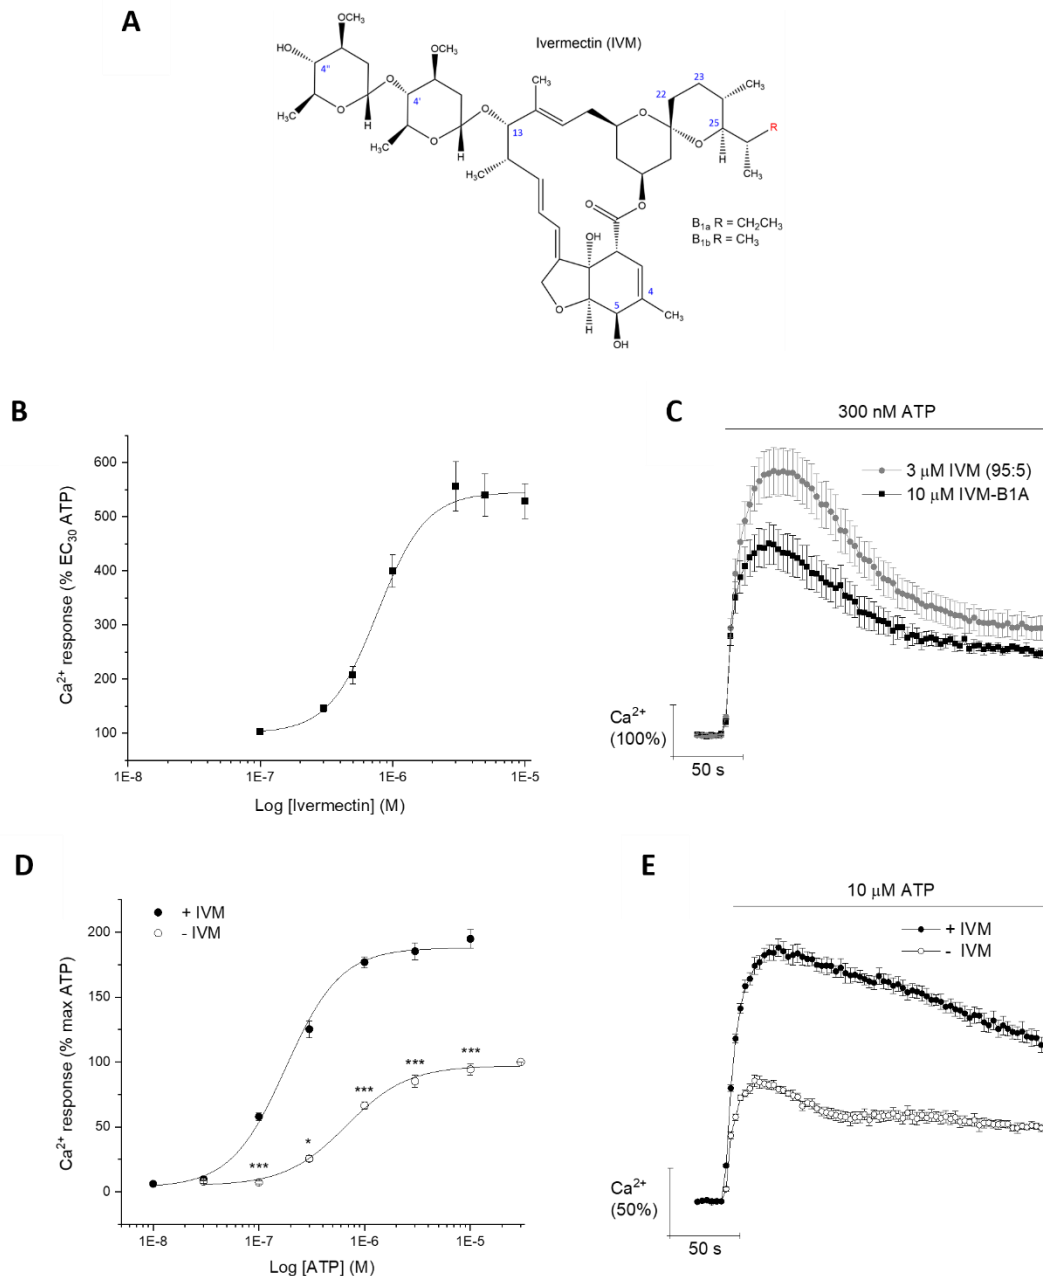 A
Ivermectin (IVM)
OCH₃
HO
4"
O
OCH₃
H₃C
O
H
4'
O
H₃C
O
H
13
CH₃
H₃C
O
22
23
CH₃
25
O
H
R
CH₃
O
O
B₁ₐ R = CH₂CH₃
B₁b R = CH₃
OH
O
H
5
4
CH₃
OH
B
Ca²⁺ response (% EC₃₀ ATP)
600
500
400
300
200
100
1E-8
1E-7
1E-6
1E-5
Log [Ivermectin] (M)
C
300 nM ATP
3 μM IVM (95:5)
10 μM IVM-B1A
Ca²⁺
(100%)
50 s
D
+ IVM
- IVM
Ca²⁺ response (% max ATP)
200
150
100
50
0
***
*
***
***
***
1E-8
1E-7
1E-6
1E-5
Log [ATP] (M)
E
10 μM ATP
+ IVM
- IVM
Ca²⁺
(50%)
50 s